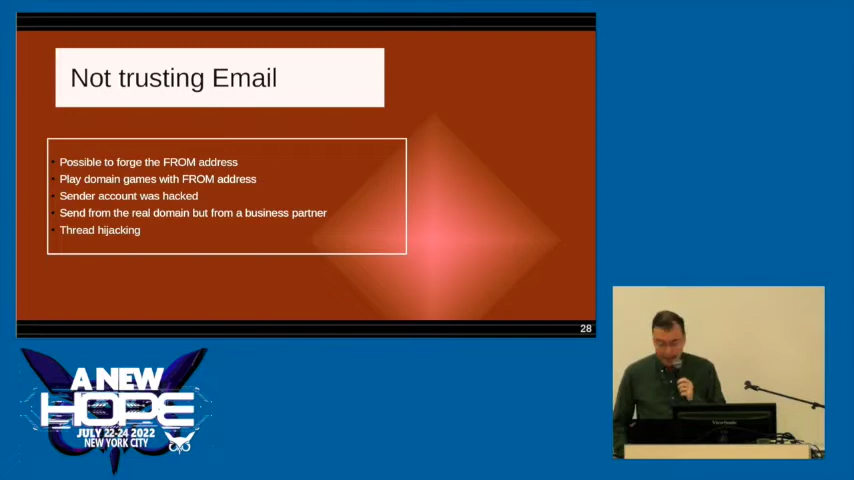 Not trusting Email
Possible to forge the FROM address
Play domain games with FROM address
Sender account was hacked
Send from the real domain but from a business partner
Thread hijacking
28
A NEW
HOPE
JULY 22-24 2022
NEW YORK CITY
ViewSonic